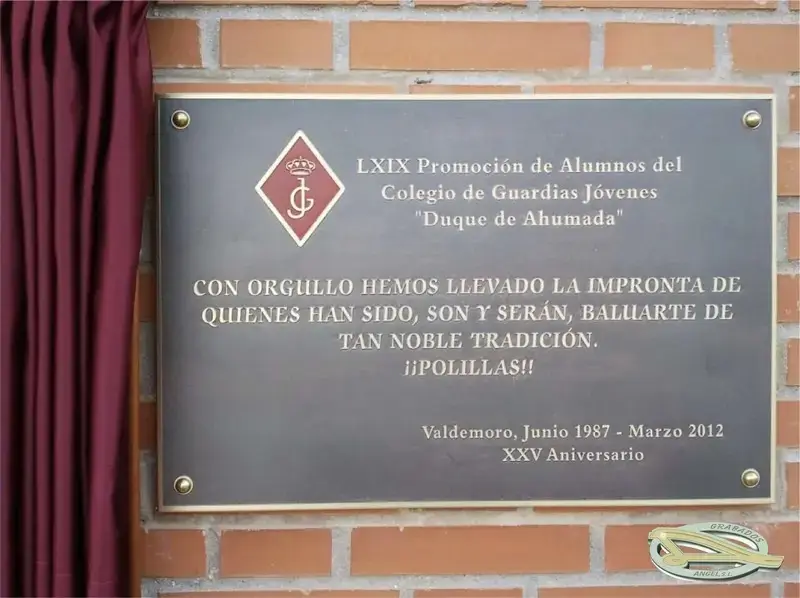 LXIX Promoción de Alumnos del
Colegio de Guardias Jóvenes
"Duque de Ahumada"
CON ORGULLO HEMOS LLEVADO LA IMPRONTA DE
QUIENES HAN SIDO, SON Y SERÁN, BALUARTE DE
TAN NOBLE TRADICIÓN.
¡¡POLILLAS!!
Valdemoro, Junio 1987 - Marzo 2012
XXV Aniversario
GRABADOS
ANGEL, S.L.